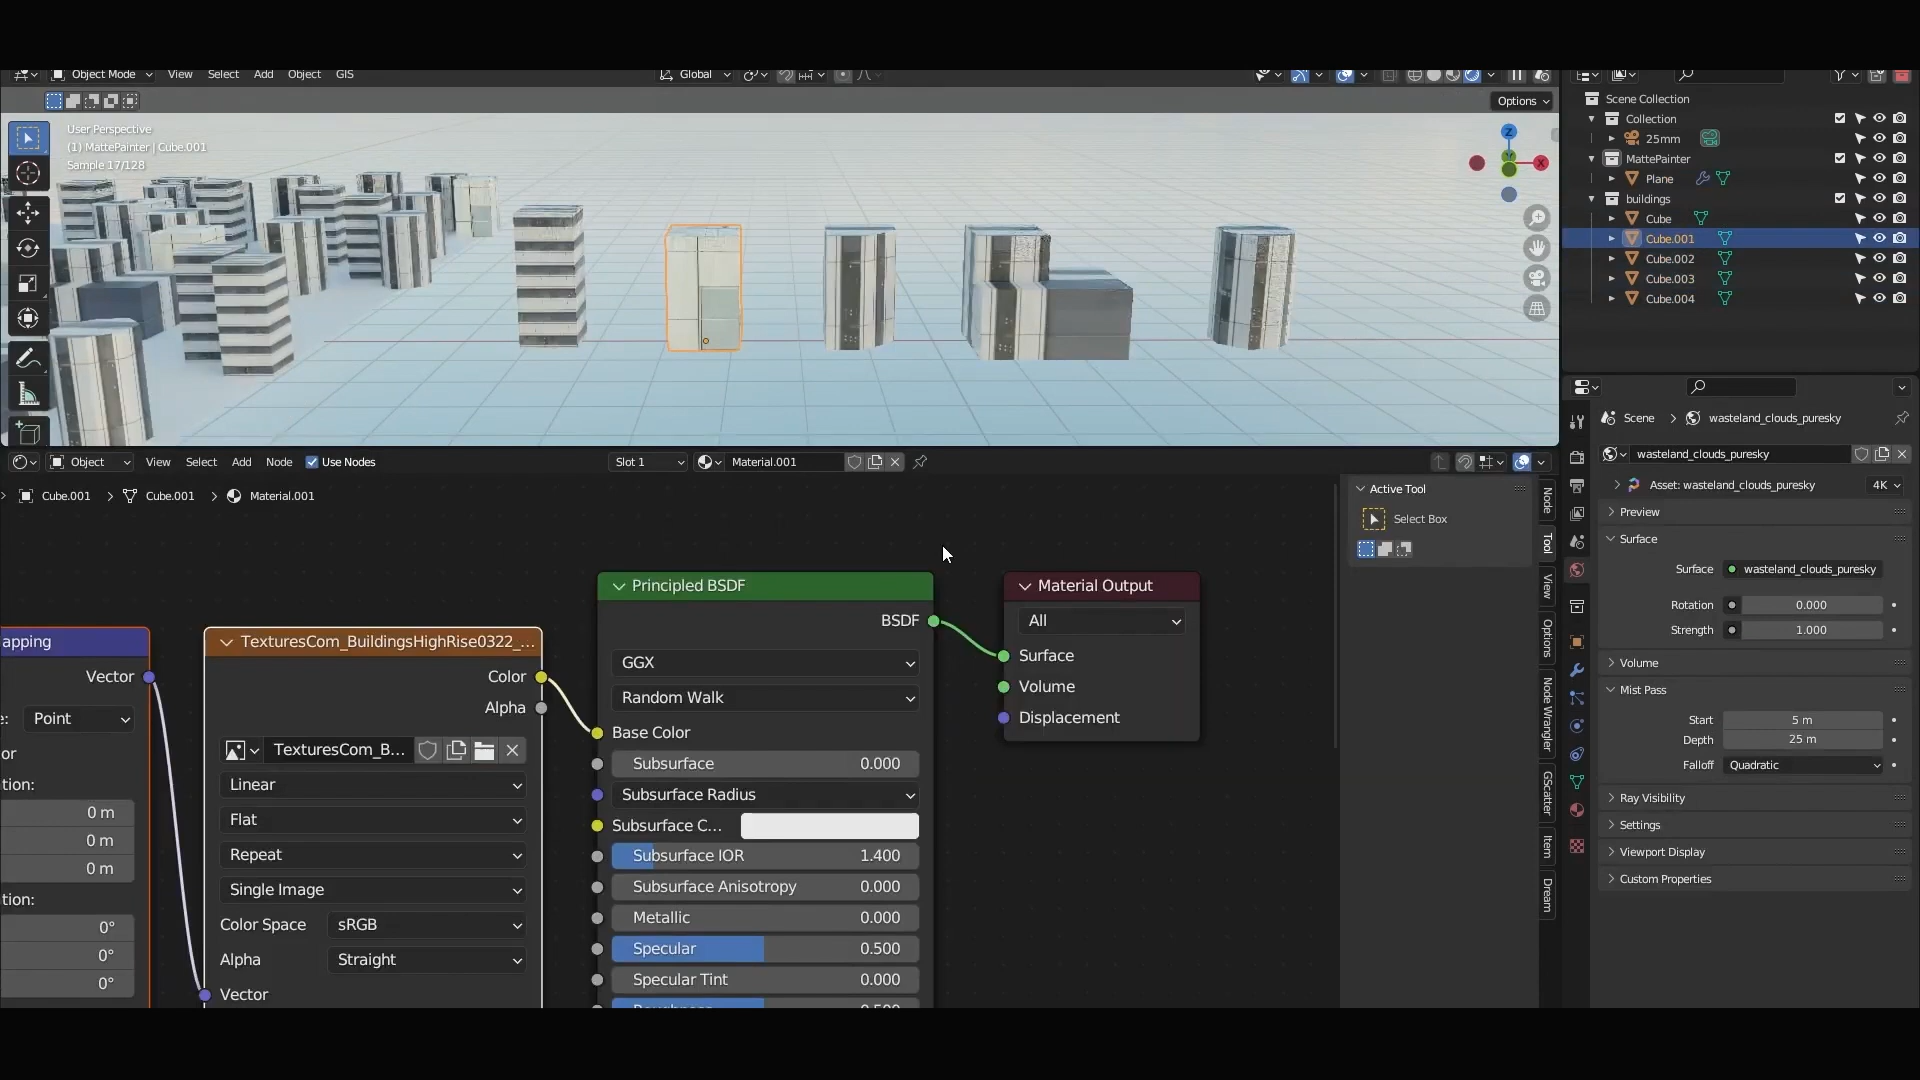 Object Mode
View
Select
Add
Object
GIS
Global
Options
User Perspective
(1) MattePainter | Cube.001
Sample 17/128
Z
X
Scene Collection
Collection
25mm
MattePainter
Plane
buildings
Cube
Cube.001
Cube.002
Cube.003
Cube.004
Object
View
Select
Add
Node
Use Nodes
Slot 1
Material.001
Cube.001
Cube.001
Material.001
apping
Vector
Point
0 m
0 m
0 m
tion:
0°
0°
0°
TexturesCom_BuildingsHighRise0322_...
Color
Alpha
TexturesCom_B...
Linear
Flat
Repeat
Single Image
Color Space
sRGB
Alpha
Straight
Vector
Principled BSDF
BSDF
GGX
Random Walk
Base Color
Subsurface 0.000
Subsurface Radius
Subsurface C...
Subsurface IOR 1.400
Subsurface Anisotropy 0.000
Metallic 0.000
Specular 0.500
Specular Tint 0.000
Material Output
All
Surface
Volume
Displacement
Active Tool
Select Box
Node
Tool
View
Options
Node Wrangler
GScatter
Item
Dream
Scene
wasteland_clouds_puresky
wasteland_clouds_puresky
Asset: wasteland_clouds_puresky
4K
Preview
Surface
Surface wasteland_clouds_puresky
Rotation 0.000
Strength 1.000
Volume
Mist Pass
Start 5 m
Depth 25 m
Falloff Quadratic
Ray Visibility
Settings
Viewport Display
Custom Properties